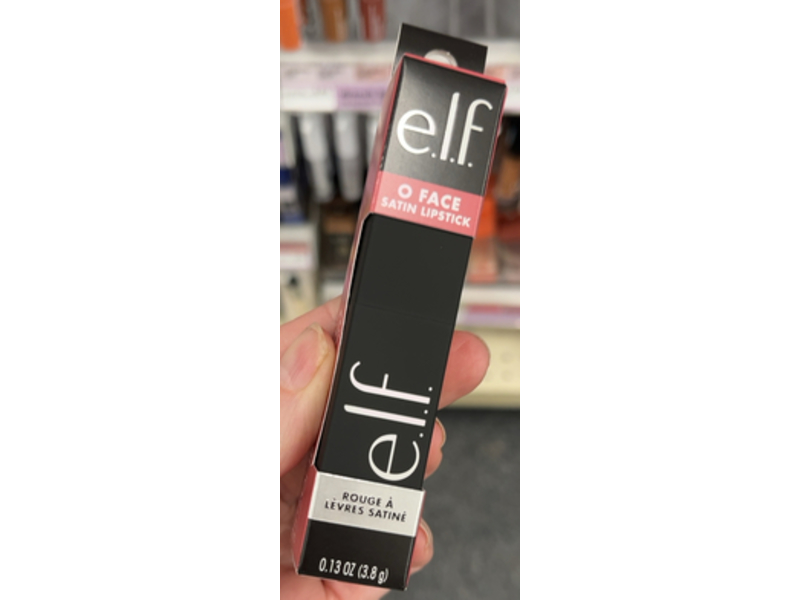 e.l.f.
O FACE
SATIN LIPSTICK
e.l.f.
ROUGE À
LÈVRES SATINÉ
0.13 OZ (3.8 g)